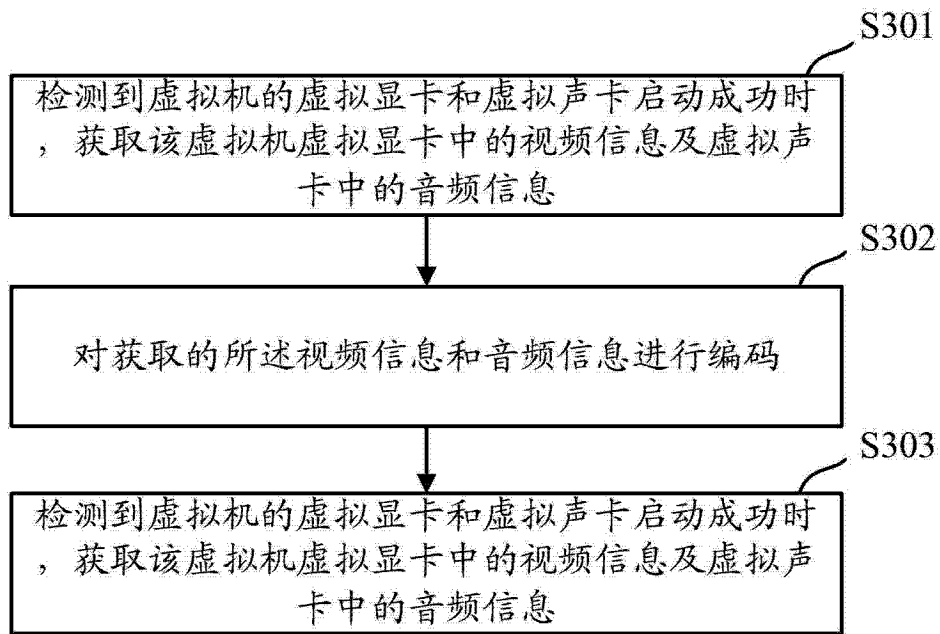 S301
检测到虚拟机的虚拟显卡和虚拟声卡启动成功时
，获取该虚拟机虚拟显卡中的视频信息及虚拟声
卡中的音频信息
S302
对获取的所述视频信息和音频信息进行编码
S303
检测到虚拟机的虚拟显卡和虚拟声卡启动成功时
，获取该虚拟机虚拟显卡中的视频信息及虚拟声
卡中的音频信息